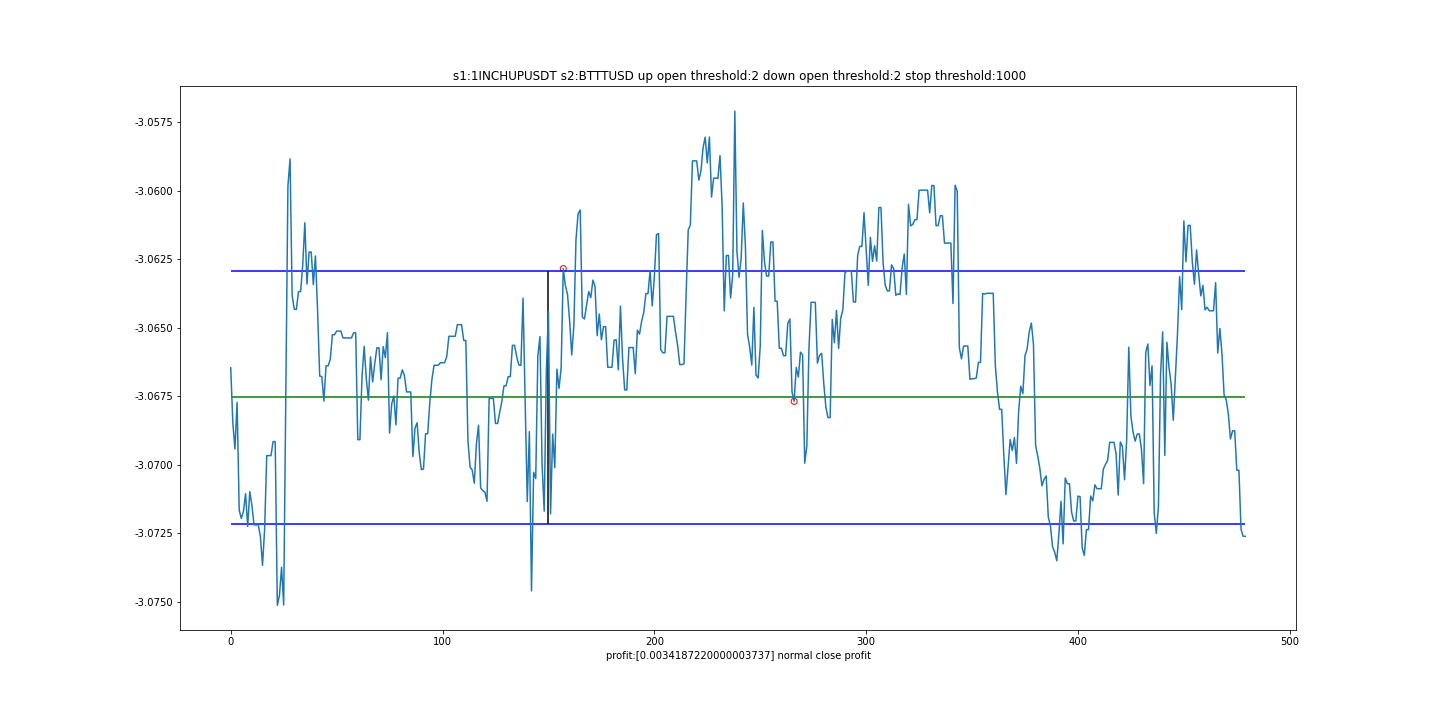 s1:1INCHUPUSDT s2:BTTTUSD up open threshold:2 down open threshold:2 stop threshold:1000
-3.0575
-3.0600
-3.0625
-3.0650
-3.0675
-3.0700
-3.0725
-3.0750
0 100 200 300 400 500
profit:[0.0034187220000003737] normal close profit